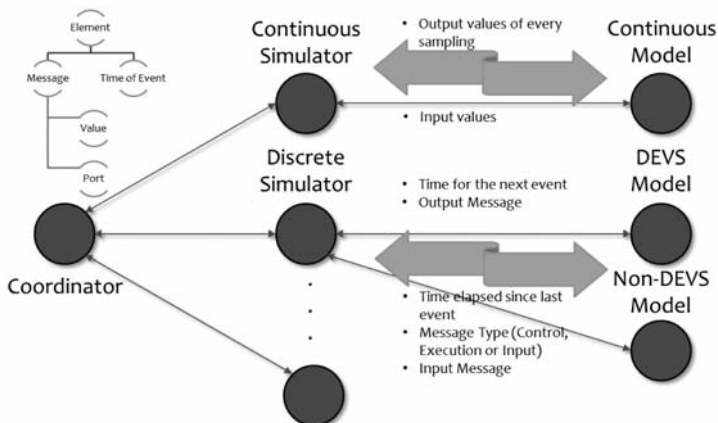 Element
Message
Time of Event
Value
Port
Coordinator
Continuous
Simulator
Discrete
Simulator
• Output values of every
sampling
• Input values
• Time for the next event
• Output Message
• Time elapsed since last
event
• Message Type (Control,
Execution or Input)
• Input Message
Continuous
Model
DEVS
Model
Non-DEVS
Model